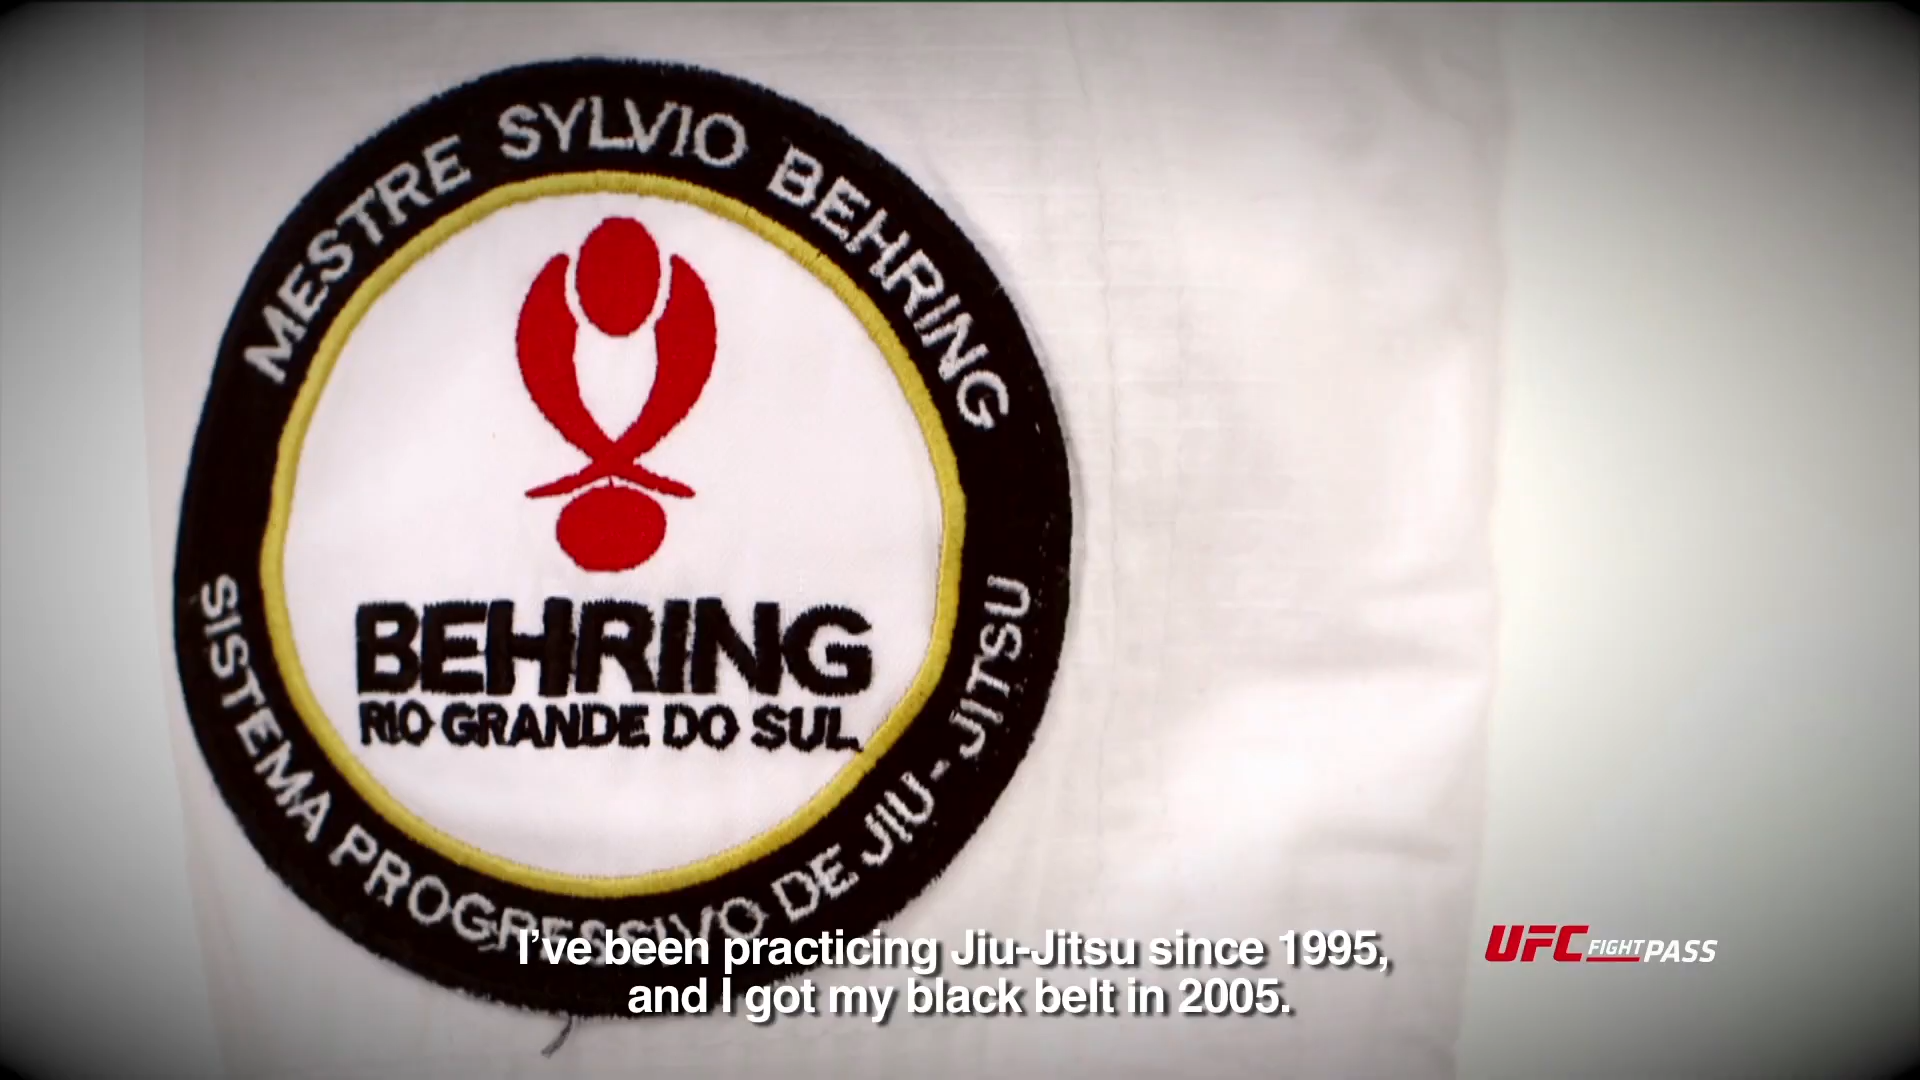 MESTRE SYLVIO BEHRING
BEHRING
RIO GRANDE DO SUL
SISTEMA PROGRESSIVO DE JIU-JITSU
I've been practicing Jiu-Jitsu since 1995,
and I got my black belt in 2005.
UFC FIGHT PASS